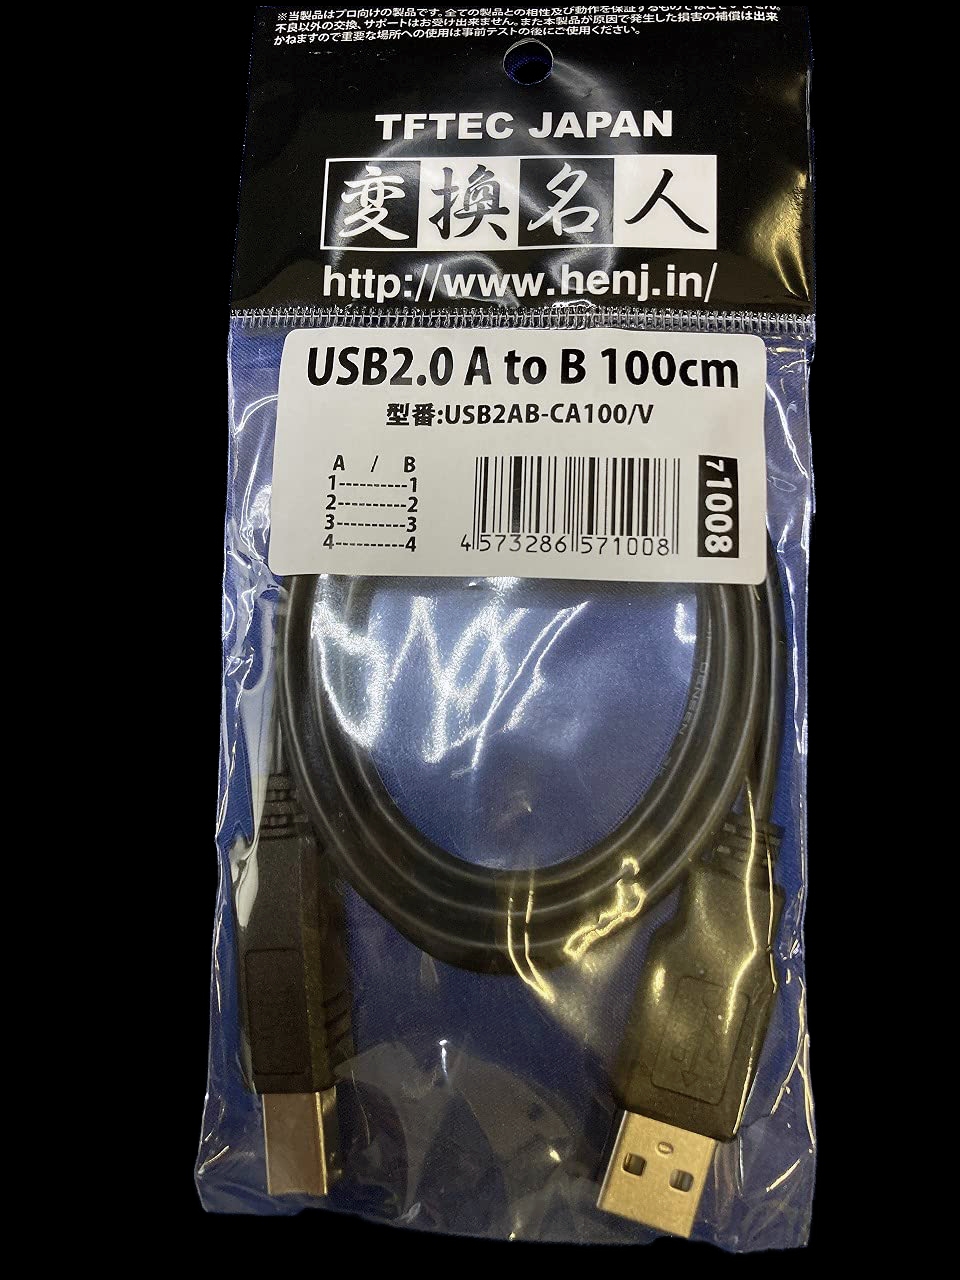 ※当製品はプロ向けの製品です。全ての製品との相性及び動作を保証するものではございません。
不良以外の交換、サポートはお受け出来ません。また本製品が原因で発生した損害の補償は出来
かねますので重要な場所への使用は事前テストの後にご使用ください。
TFTEC JAPAN
変換名人
http://www.henj.in/
USB2.0 A to B 100cm
型番:USB2AB-CA100/V
A / B
1----------1
2----------2
3----------3
4----------4
4 573286 571008
71008